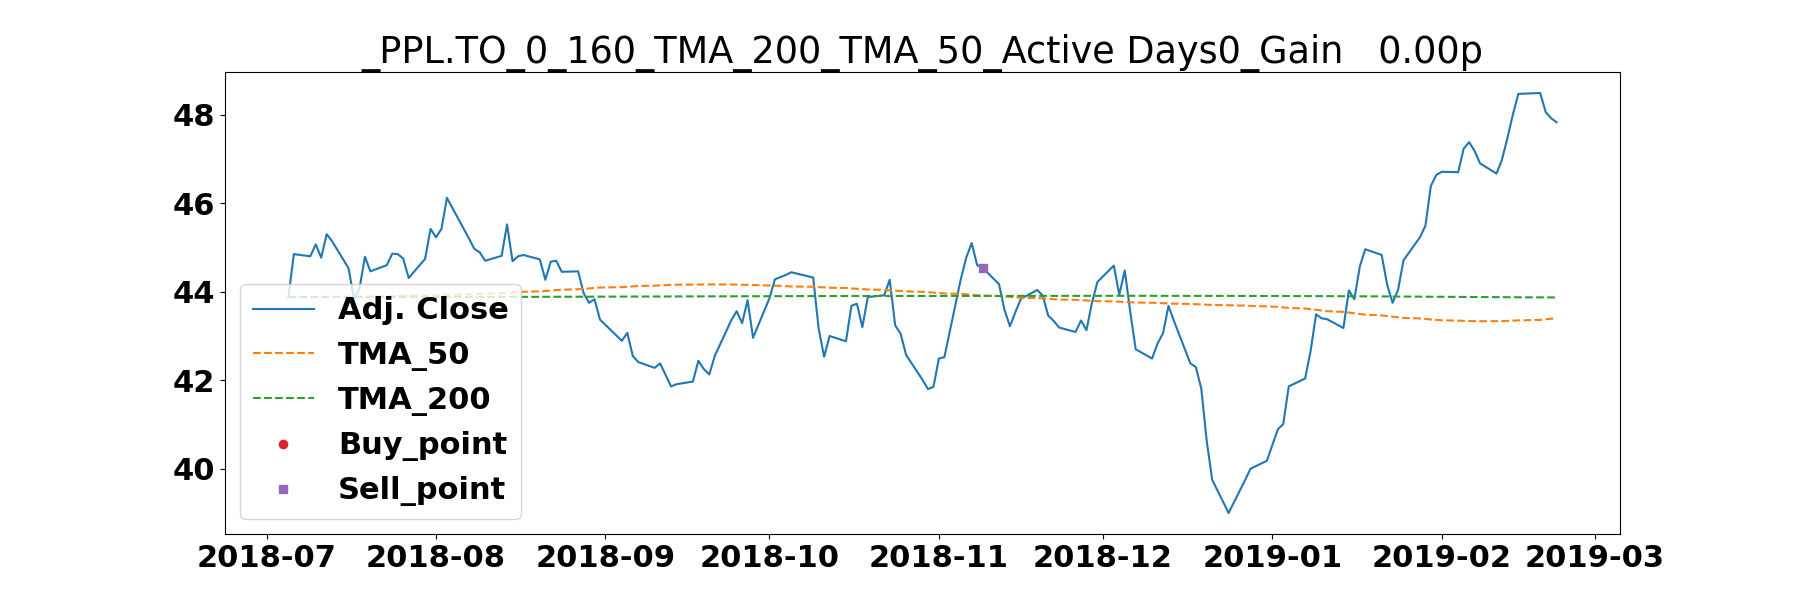 _PPL.TO_0_160_TMA_200_TMA_50_Active Days0_Gain   0.00p
48
46
44
42
40
Adj. Close
TMA_50
TMA_200
Buy_point
Sell_point
2018-07 2018-08 2018-09 2018-10 2018-11 2018-12 2019-01 2019-02 2019-03